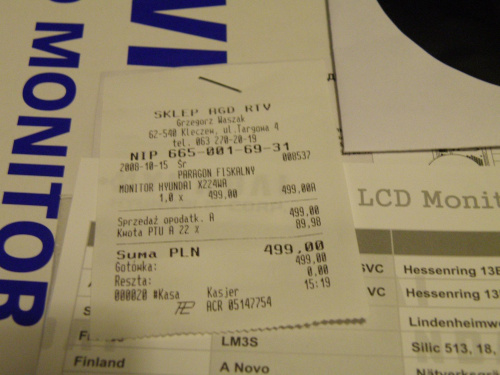 MONITOR
SKLEP AGD RTV
Grzegorz Waszak
62-540 Kleczew, ul.Targowa 4
tel. 063 270-20-19
NIP 665-001-69-31
2008-10-15 Śr 008537
PARAGON FISKALNY
MONITOR HYUNDAI X224WA
1,0 x 499,00 499,00A
Sprzedaż opodatk. A 499,00
Kwota PTU A 22 % 89,98
Suma PLN 499,00
Gotówka: 499,00
Reszta: 0,00
000020 #Kasa Kasjer 15:19
ACR 05147754
LCD Monit
SVC Hessenring 13B
VC Hessenring 13
Lindenheimw
LM3S Silic 513, 18,
Finland A Novo Nätverksgrä